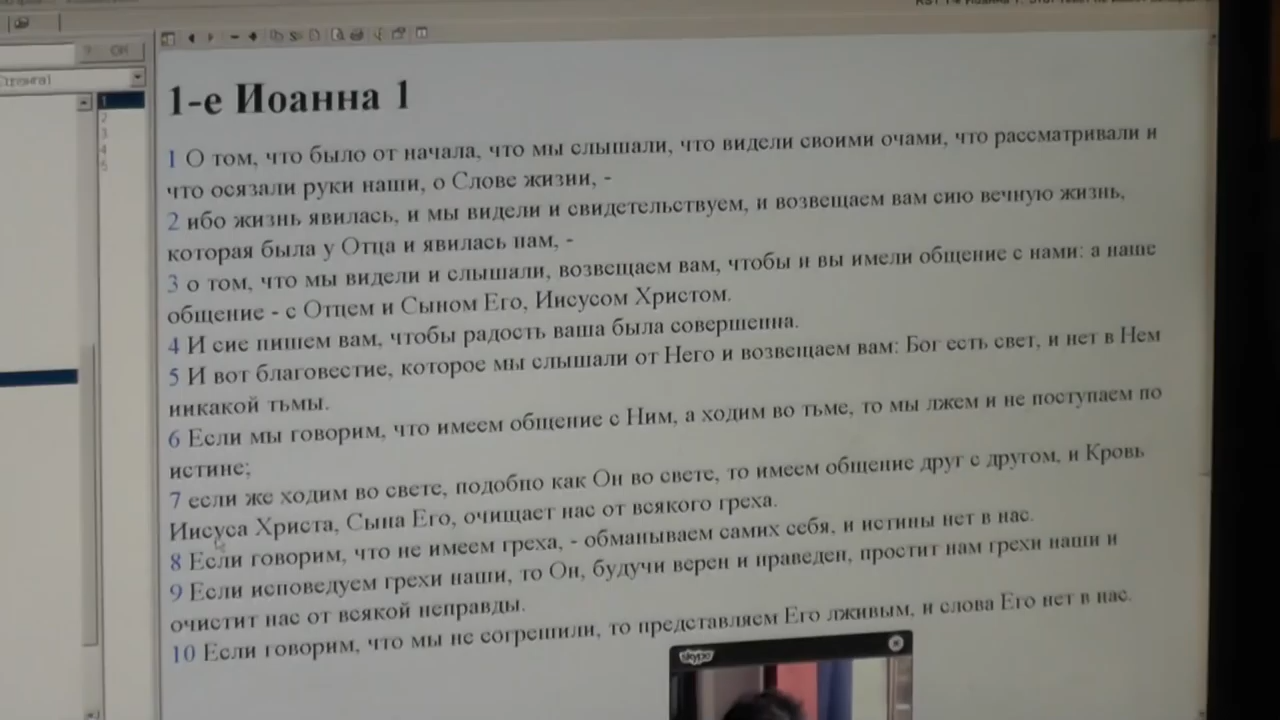 1-е Иоанна 1
1 О том, что было от начала, что мы слышали, что видели своими очами, что рассматривали и
что осязали руки наши, о Слове жизни, -
2 ибо жизнь явилась, и мы видели и свидетельствуем, и возвещаем вам сию вечную жизнь,
которая была у Отца и явилась нам, -
3 о том, что мы видели и слышали, возвещаем вам, чтобы и вы имели общение с нами: а наше
общение - с Отцем и Сыном Его, Иисусом Христом.
4 И сие пишем вам, чтобы радость ваша была совершенна.
5 И вот благовестие, которое мы слышали от Него и возвещаем вам: Бог есть свет, и нет в Нем
никакой тьмы.
6 Если мы говорим, что имеем общение с Ним, а ходим во тьме, то мы лжем и не поступаем по
истине;
7 если же ходим во свете, подобно как Он во свете, то имеем общение друг с другом, и Кровь
Иисуса Христа, Сына Его, очищает нас от всякого греха.
8 Если говорим, что не имеем греха, - обманываем самих себя, и истины нет в нас.
9 Если исповедуем грехи наши, то Он, будучи верен и праведен, простит нам грехи наши и
очистит нас от всякой неправды.
10 Если говорим, что мы не согрешили, то представляем Его лживым, и слова Его нет в нас.
skype
1
2
3
4
5